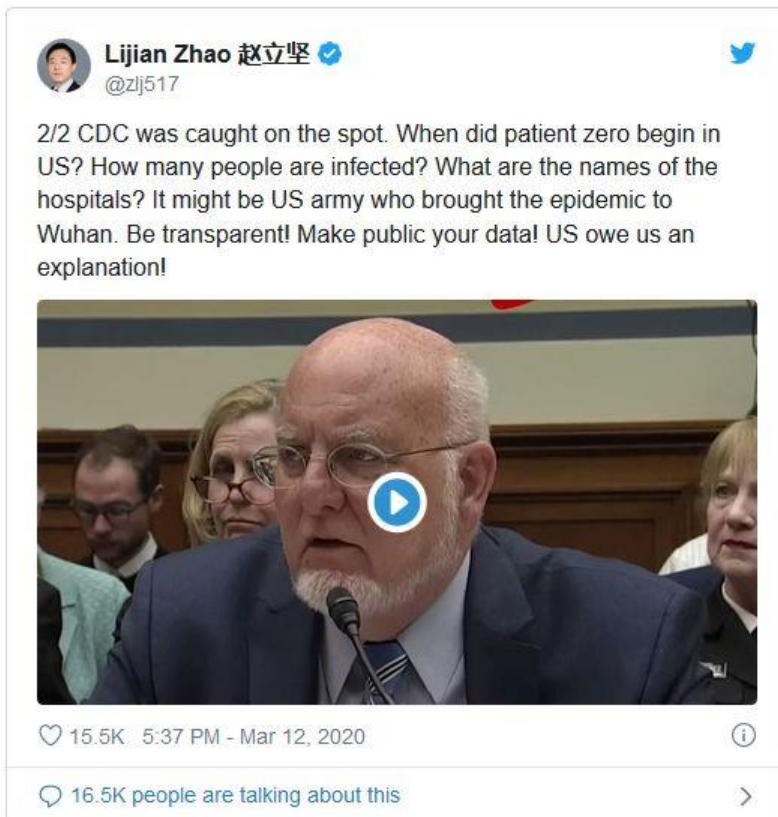 Lijian Zhao 赵立坚
@zlj517
2/2 CDC was caught on the spot. When did patient zero begin in
US? How many people are infected? What are the names of the
hospitals? It might be US army who brought the epidemic to
Wuhan. Be transparent! Make public your data! US owe us an
explanation!
15.5K 5:37 PM - Mar 12, 2020
16.5K people are talking about this